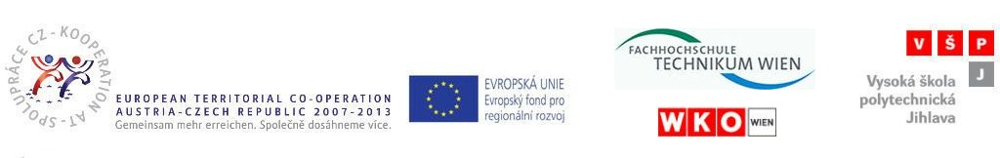 SPOLUPRÁCE CZ - KOOPERATION AT -
EUROPEAN TERRITORIAL CO-OPERATION
AUSTRIA-CZECH REPUBLIC 2007-2013
Gemeinsam mehr erreichen. Společně dosáhneme více.
EVROPSKÁ UNIE
Evropský fond pro
regionální rozvoj
FACHHOCHSCHULE
TECHNIKUM WIEN
WKO WIEN
V Š P
J
Vysoká škola
polytechnická
Jihlava